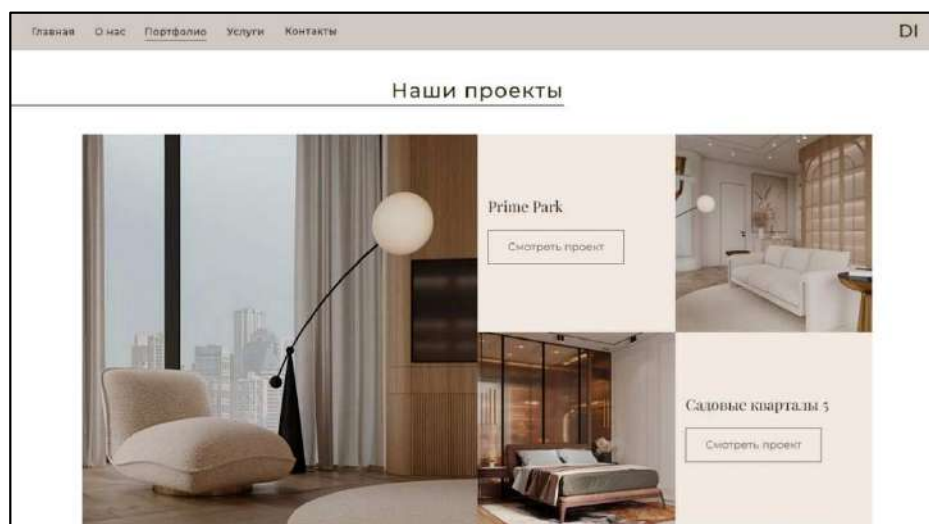 Главная О нас Портфолио Услуги Контакты DI
Наши проекты
Prime Park
Смотреть проект
Садовые кварталы 5
Смотреть проект